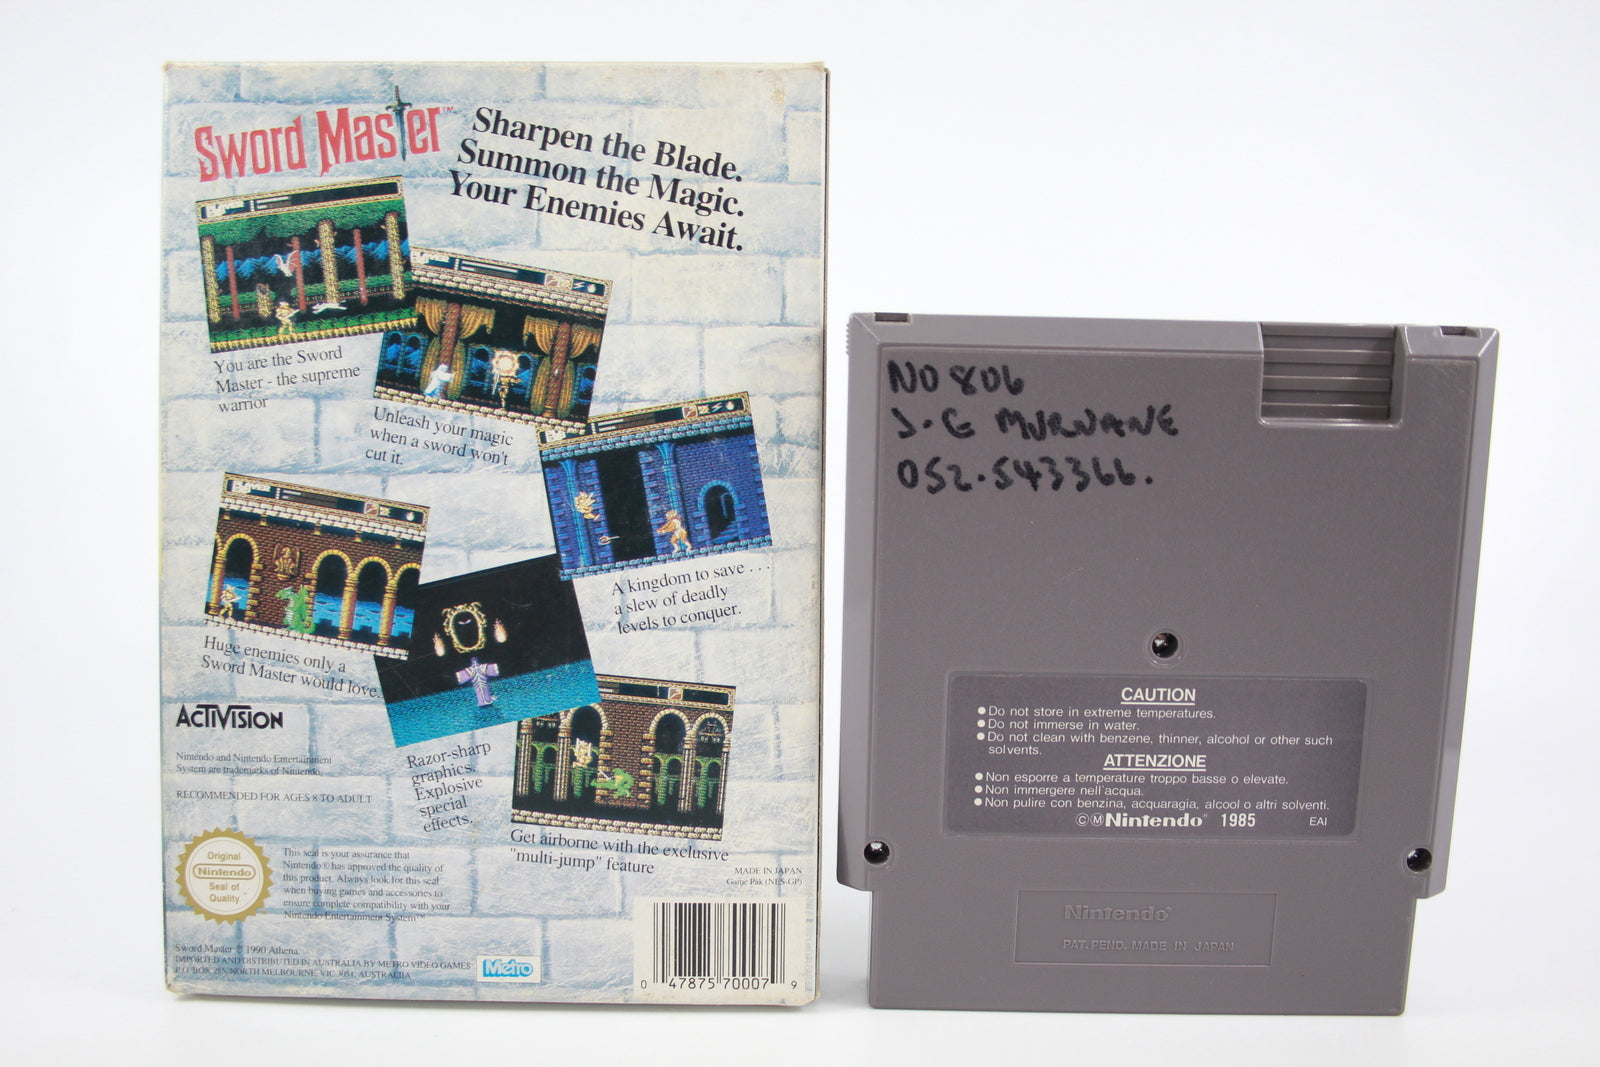 Sword Master™
Sharpen the Blade.
Summon the Magic.
Your Enemies Await.
You are the Sword
Master - the supreme
warrior
Unleash your magic
when a sword won't
cut it.
A kingdom to save . . .
a slew of deadly
levels to conquer.
Huge enemies only a
Sword Master would love.
Razor-sharp
graphics.
Explosive
special
effects.
Get airborne with the exclusive
"multi-jump" feature
ACTIVISION
Nintendo and Nintendo Entertainment
System are trademarks of Nintendo.
RECOMMENDED FOR AGES 8 TO ADULT
Original
Nintendo
Seal of
Quality
This seal is your assurance that
Nintendo® has approved the quality of
this product. Always look for this seal
when buying games and accessories to
ensure complete compatibility with your
Nintendo Entertainment System™
MADE IN JAPAN
Game Pak (NES-GP)
Sword Master © 1990 Athena.
IMPORTED AND DISTRIBUTED IN AUSTRALIA BY METRO VIDEO GAMES
P.O. BOX 255, NORTH MELBOURNE, VIC 3051, AUSTRALIA
Metro
0 47875 70007 9
NO 806
J.E MURNANE
052.543366.
CAUTION
●Do not store in extreme temperatures.
●Do not immerse in water.
●Do not clean with benzene, thinner, alcohol or other such
solvents.
ATTENZIONE
●Non esporre a temperature troppo basse o elevate.
●Non immergere nell'acqua.
●Non pulire con benzina, acquaragia, alcool o altri solventi.
©ⓂNintendo® 1985 EAI
Nintendo®
PAT. PEND. MADE IN JAPAN